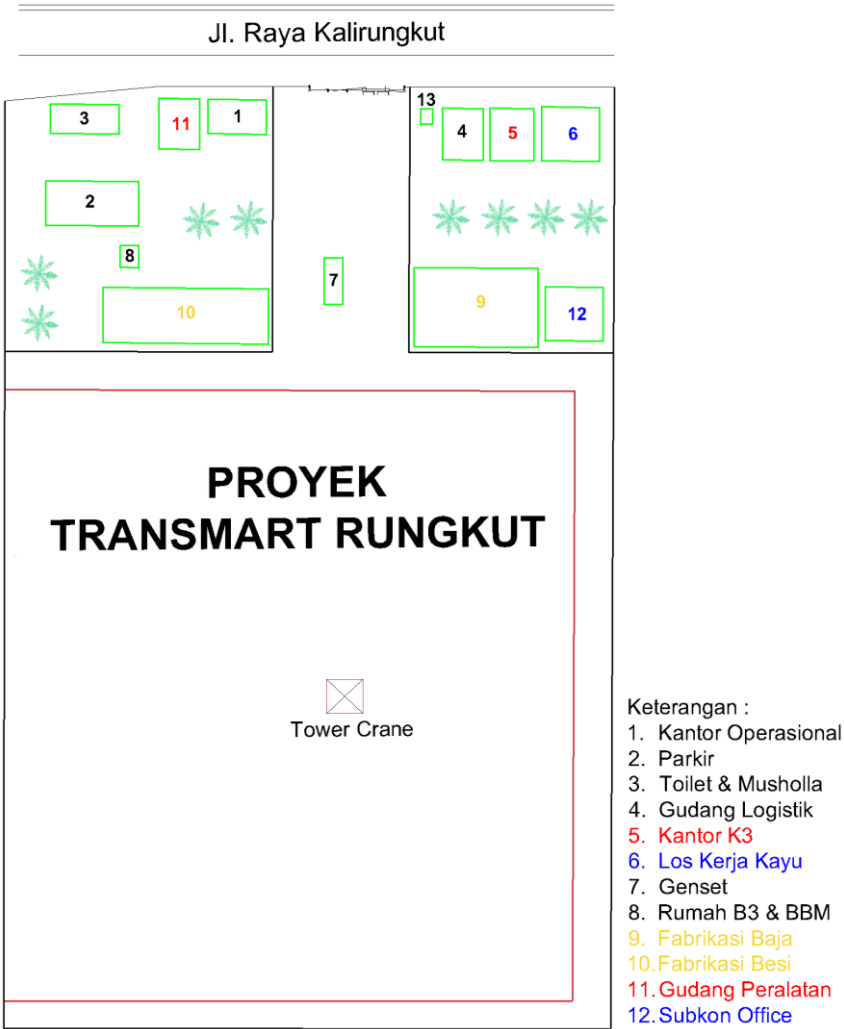 Jl. Raya Kalirungkut
13
3
11
1
4
5
6
2
8
7
10
9
12
PROYEK
TRANSMART RUNGKUT
Tower Crane
Keterangan :
1. Kantor Operasional
2. Parkir
3. Toilet & Musholla
4. Gudang Logistik
5. Kantor K3
6. Los Kerja Kayu
7. Genset
8. Rumah B3 & BBM
9. Fabrikasi Baja
10. Fabrikasi Besi
11. Gudang Peralatan
12. Subkon Office